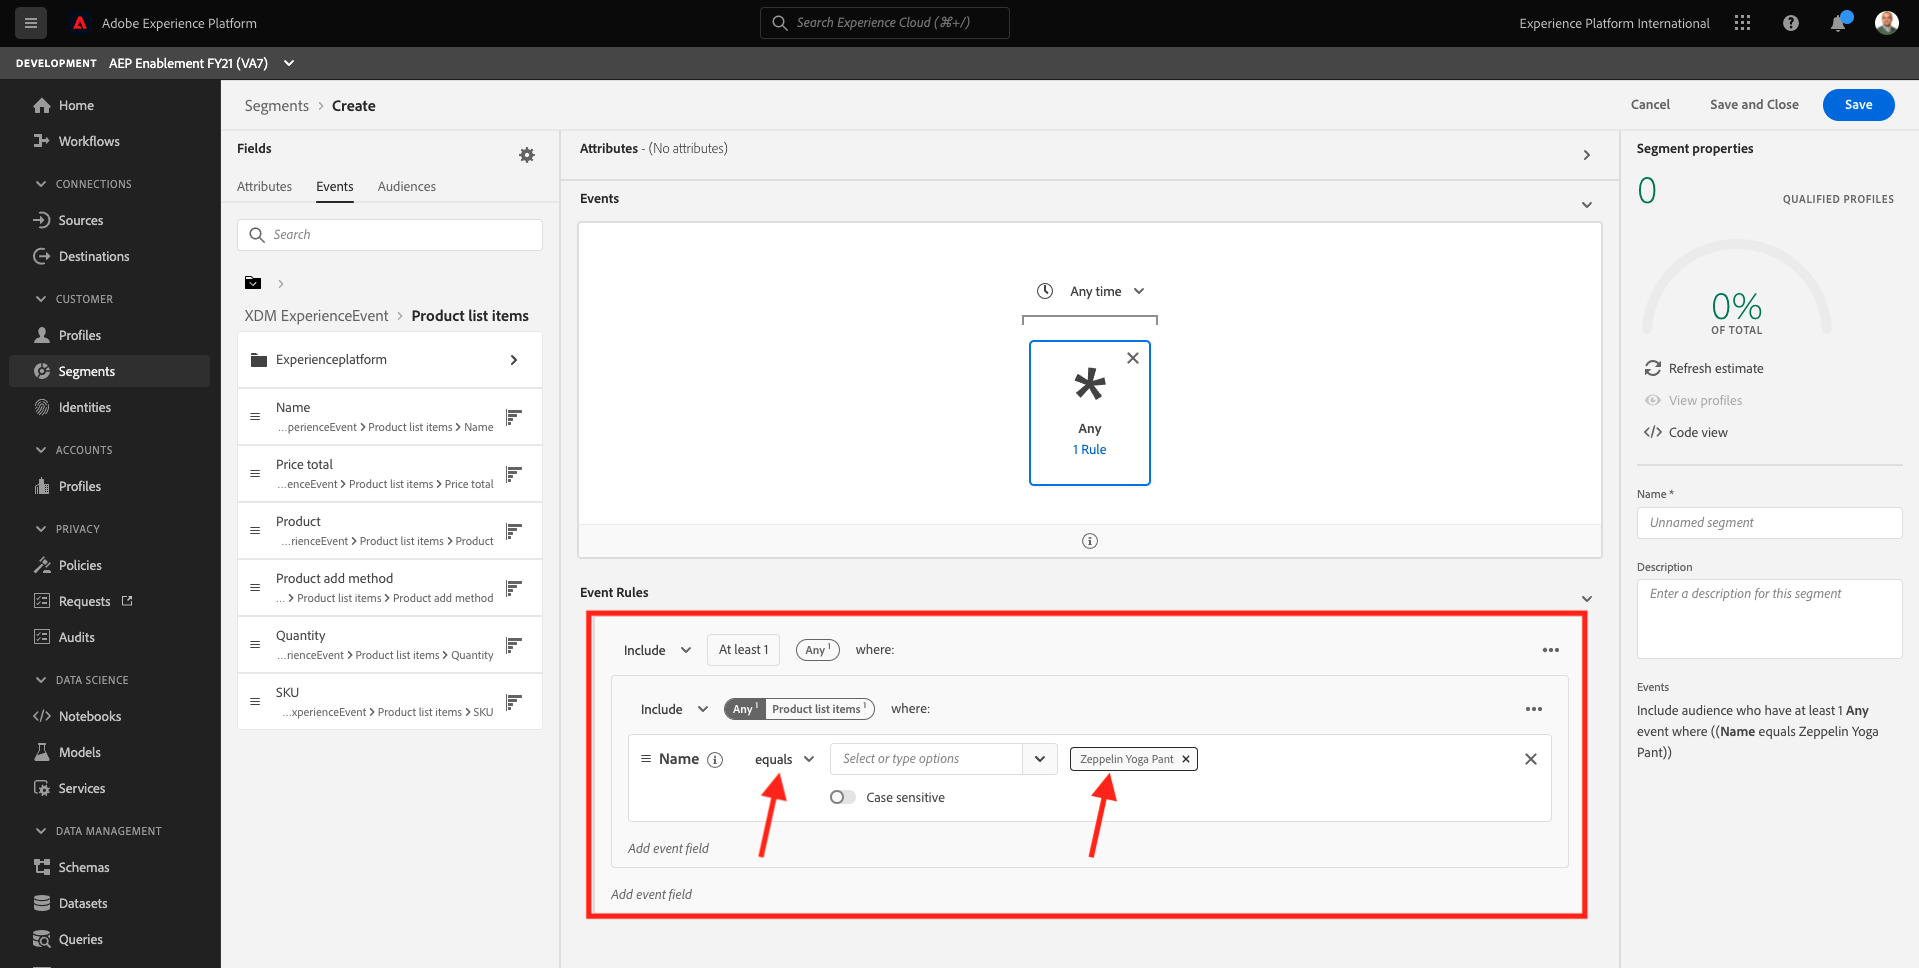 Adobe Experience Platform
Search Experience Cloud (⌘+/)
Experience Platform International
DEVELOPMENT AEP Enablement FY21 (VA7)
Home
Workflows
CONNECTIONS
Sources
Destinations
CUSTOMER
Profiles
Segments
Identities
ACCOUNTS
Profiles
PRIVACY
Policies
Requests
Audits
DATA SCIENCE
Notebooks
Models
Services
DATA MANAGEMENT
Schemas
Datasets
Queries
Segments > Create
Cancel
Save and Close
Save
Fields
Attributes
Events
Audiences
Search
XDM ExperienceEvent > Product list items
Experienceplatform
Name
...perienceEvent > Product list items > Name
Price total
...enceEvent > Product list items > Price total
Product
...rienceEvent > Product list items > Product
Product add method
... > Product list items > Product add method
Quantity
...rienceEvent > Product list items > Quantity
SKU
...xperienceEvent > Product list items > SKU
Attributes - (No attributes)
Events
Any time
Any
1 Rule
Event Rules
Include At least 1 Any 1 where:
Include Any 1 Product list items 1 where:
Name equals Select or type options Zeppelin Yoga Pant
Case sensitive
Add event field
Add event field
Segment properties
0
QUALIFIED PROFILES
0%
OF TOTAL
Refresh estimate
View profiles
</> Code view
Name *
Unnamed segment
Description
Enter a description for this segment
Events
Include audience who have at least 1 Any
event where ((Name equals Zeppelin Yoga
Pant))